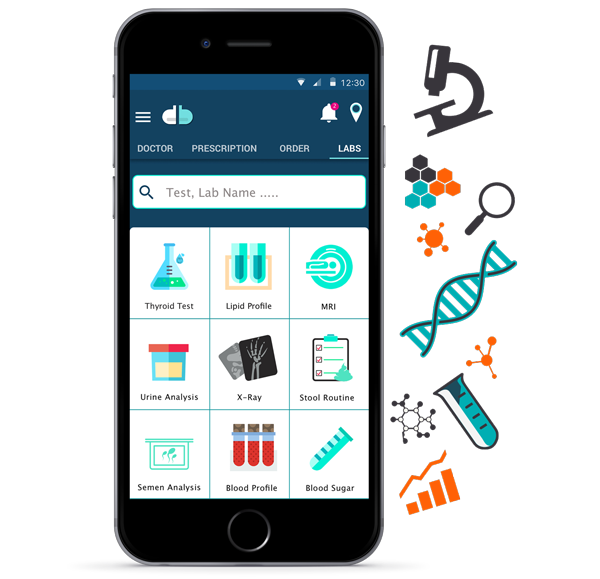 12:30
db
2
DOCTOR PRESCRIPTION ORDER LABS
Test, Lab Name .....
Thyroid Test Lipid Profile MRI
Urine Analysis X-Ray Stool Routine
Semen Analysis Blood Profile Blood Sugar